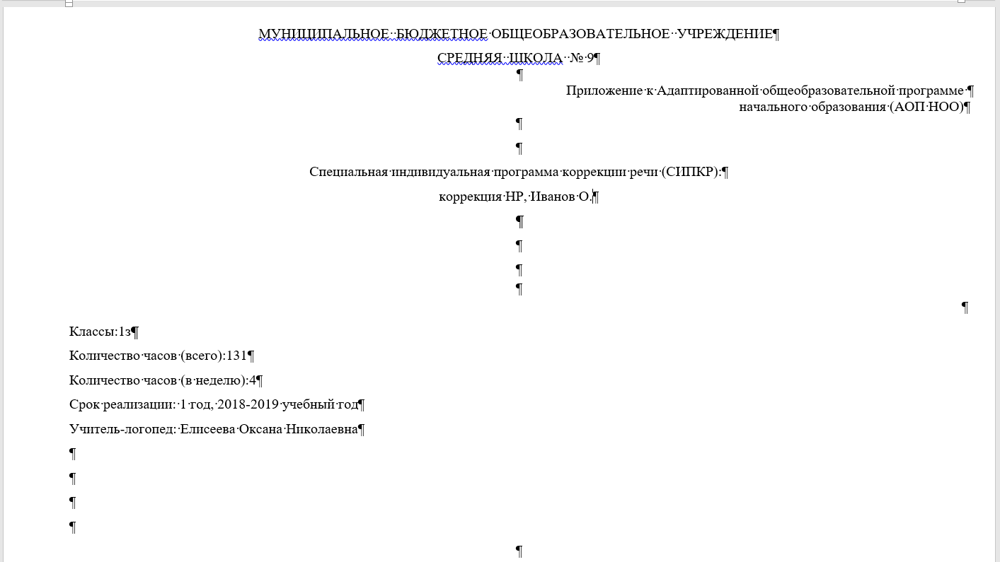 МУНИЦИПАЛЬНОЕ  БЮДЖЕТНОЕ ОБЩЕОБРАЗОВАТЕЛЬНОЕ  УЧРЕЖДЕНИЕ
СРЕДНЯЯ  ШКОЛА  № 9
Приложение к Адаптированной общеобразовательной программе
начального образования (АОП НОО)
Специальная индивидуальная программа коррекции речи (СИПКР):
коррекция НР, Иванов О.
Классы:1з
Количество часов (всего):131
Количество часов (в неделю):4
Срок реализации: 1 год, 2018-2019 учебный год
Учитель-логопед: Елисеева Оксана Николаевна